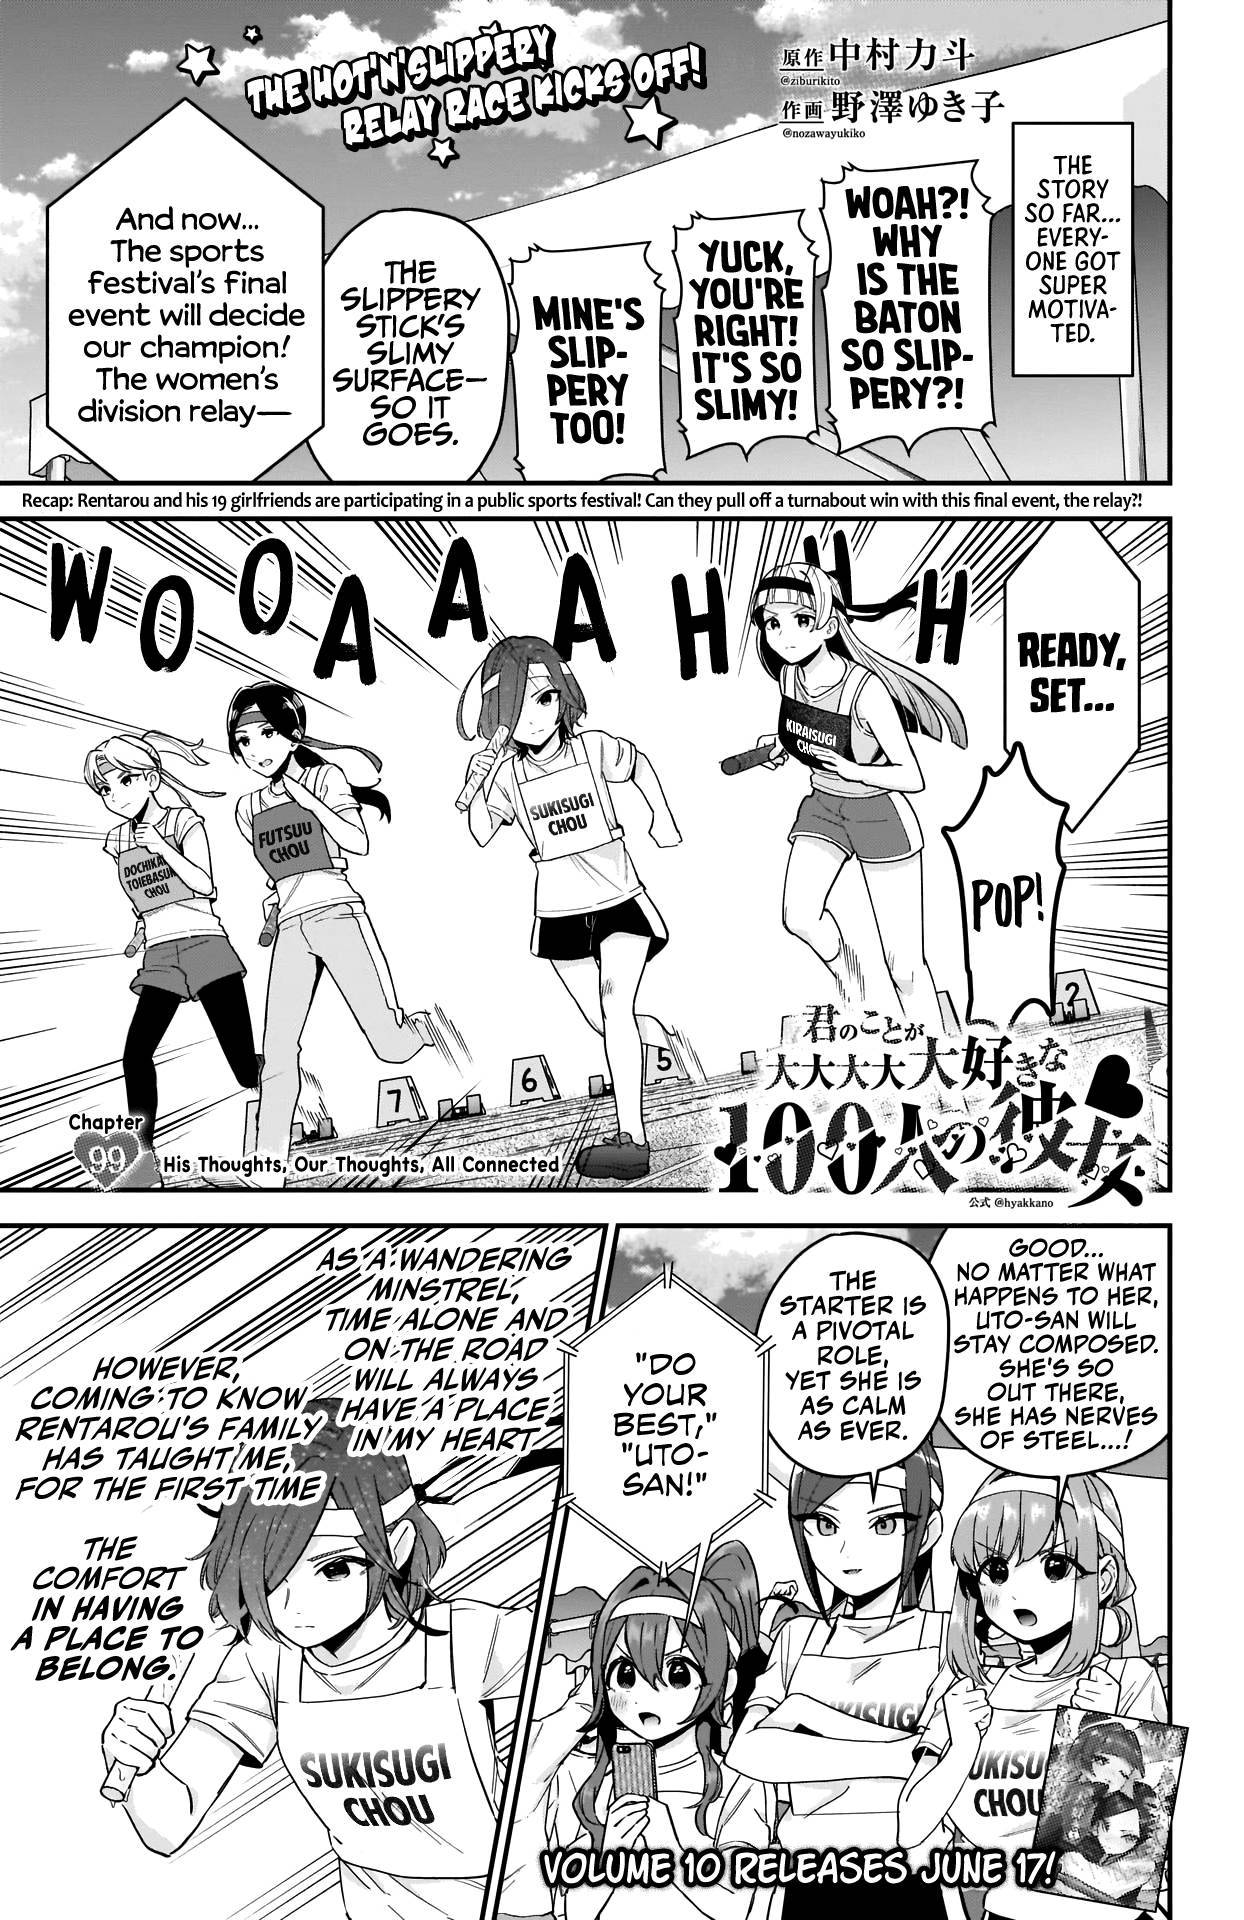 THE HOT'N'SLIPPERY
RELAY RACE KICKS OFF!
原作 中村力斗
@ziburikito
作画 野澤ゆき子
@nozawayukiko
THE
STORY
SO FAR...
EVERY-
ONE GOT
SUPER
MOTIVA-
TED.
WOAH?!
WHY
IS THE
BATON
SO SLIP-
PERY?!
YUCK,
YOU'RE
RIGHT!
IT'S SO
SLIMY!
MINE'S
SLIP-
PERY
TOO!
THE
SLIPPERY
STICK'S
SLIMY
SURFACE—
SO IT
GOES.
And now...
The sports
festival's final
event will decide
our champion!
The women's
division relay—
Recap: Rentarou and his 19 girlfriends are participating in a public sports festival! Can they pull off a turnabout win with this final event, the relay?!
READY,
SET...
POP!
WOOAAAAHHHH
KIRAISUGI
CHOU
SUKISUGI
CHOU
FUTSUU
CHOU
DOCHIKA
TOIEBASUKI
CHOU
2
5
6
7
君のことが
大大大大大好きな
100人の彼女
公式 @hyakkano
Chapter
99
His Thoughts, Our Thoughts, All Connected
GOOD...
NO MATTER WHAT
HAPPENS TO HER,
UTO-SAN WILL
STAY COMPOSED.
SHE'S SO
OUT THERE,
SHE HAS NERVES
OF STEEL...!
THE
STARTER IS
A PIVOTAL
ROLE,
YET SHE IS
AS CALM
AS EVER.
"DO
YOUR
BEST,"
"UTO-
SAN!"
AS A WANDERING
MINSTREL,
TIME ALONE AND
ON THE ROAD
WILL ALWAYS
HAVE A PLACE
IN MY HEART
HOWEVER,
COMING TO KNOW
RENTAROU'S FAMILY
HAS TAUGHT ME,
FOR THE FIRST TIME
THE
COMFORT
IN HAVING
A PLACE TO
BELONG.
SUKISUGI
CHOU
UKISUGI
UKISU
CHOU
VOLUME 10 RELEASES JUNE 17!